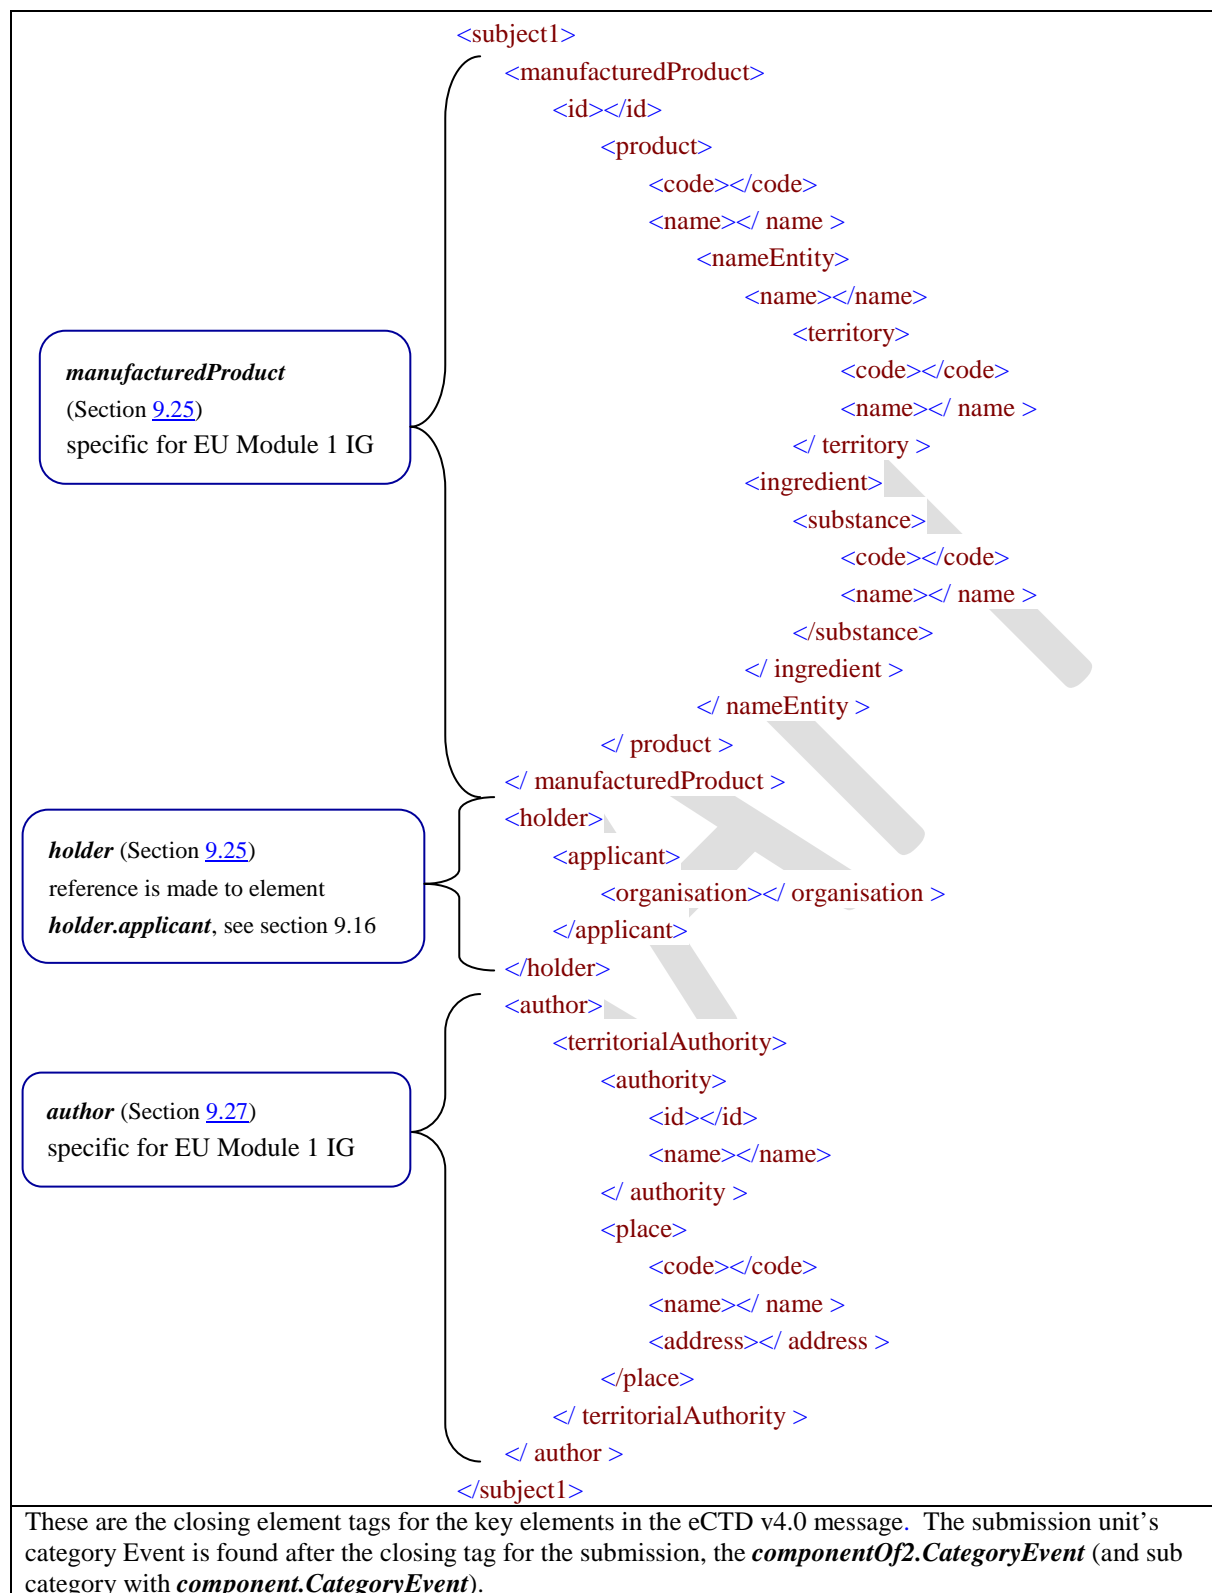 <subject1>
<manufacturedProduct>
<id></id>
<product>
<code></code>
<name></ name >
<nameEntity>
<name></name>
<territory>
<code></code>
<name></ name >
</ territory >
<ingredient>
<substance>
<code></code>
<name></ name >
</substance>
</ ingredient >
</ nameEntity >
</ product >
</ manufacturedProduct >
manufacturedProduct
(Section 9.25)
specific for EU Module 1 IG
<holder>
<applicant>
<organisation></ organisation >
</applicant>
</holder>
holder (Section 9.25)
reference is made to element
holder.applicant, see section 9.16
<author>
<territorialAuthority>
<authority>
<id></id>
<name></name>
</ authority >
<place>
<code></code>
<name></ name >
<address></ address >
</place>
</ territorialAuthority >
</ author >
author (Section 9.27)
specific for EU Module 1 IG
</subject1>
These are the closing element tags for the key elements in the eCTD v4.0 message. The submission unit’s
category Event is found after the closing tag for the submission, the componentOf2.CategoryEvent (and sub
category with component.CategoryEvent).